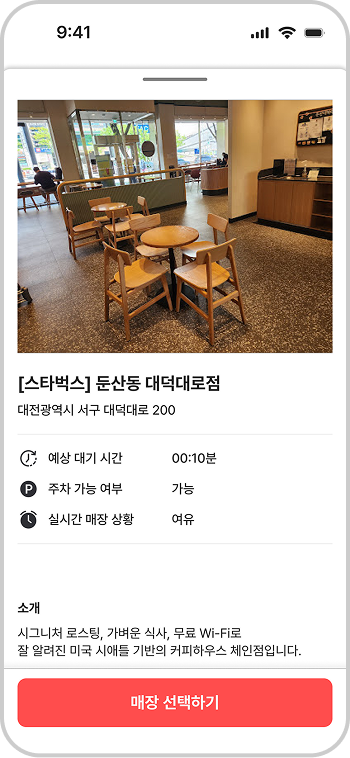 9:41
[스타벅스] 둔산동 대덕대로점
대전광역시 서구 대덕대로 200
예상 대기 시간 00:10분
P 주차 가능 여부 가능
실시간 매장 상황 여유
소개
시그니처 로스팅, 가벼운 식사, 무료 Wi-Fi로
잘 알려진 미국 시애틀 기반의 커피하우스 체인점입니다.
매장 선택하기